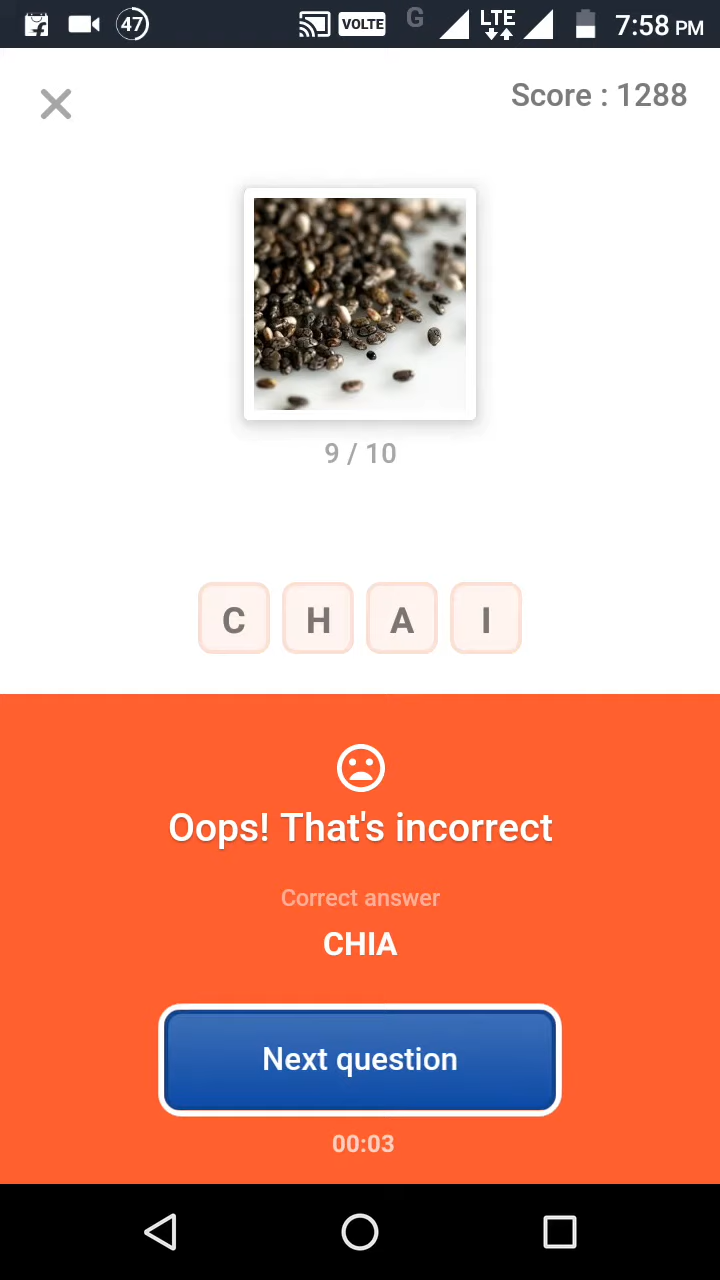 47 VOLTE G LTE 7:58 PM
Score : 1288
9 / 10
C H A I
Oops! That's incorrect
Correct answer
CHIA
Next question
00:03